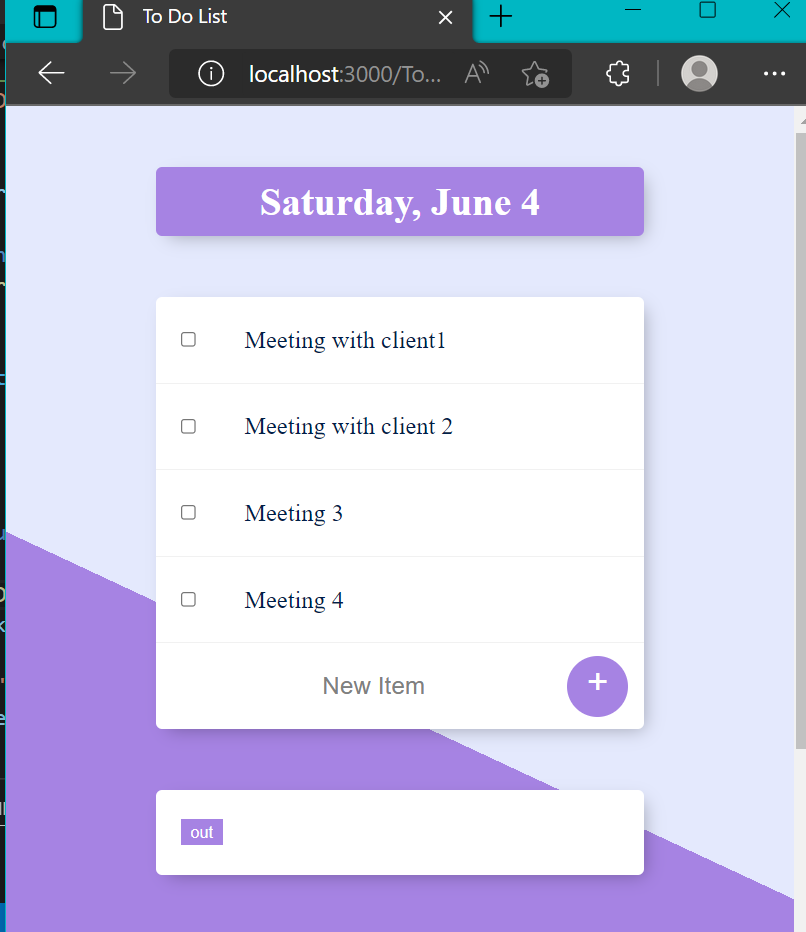 To Do List
localhost:3000/To...
Saturday, June 4
Meeting with client1
Meeting with client 2
Meeting 3
Meeting 4
New Item
+
out